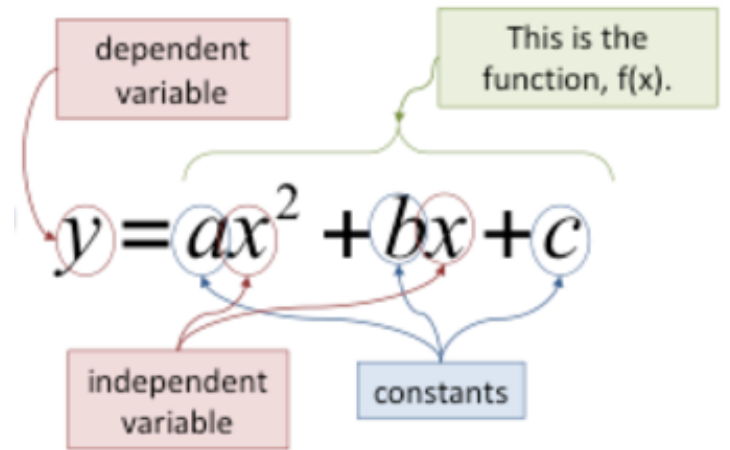 dependent
variable
This is the
function, f(x).
y = ax² + bx + c
independent
variable
constants